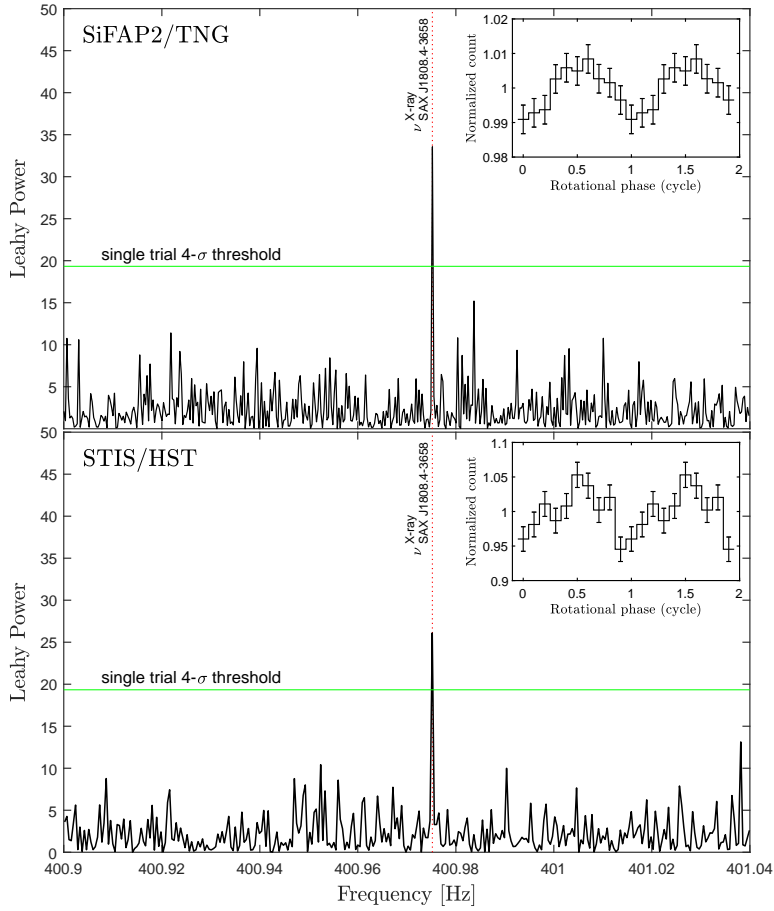 50
45
40
35
30
25
20
15
10
5
Leahy Power
SiFAP2/TNG
single trial 4-σ threshold
ν X-ray SAX J1808.4-3658
1.02
1.01
1
0.99
0.98
Normalized count
0 0.5 1 1.5 2
Rotational phase (cycle)
50
45
40
35
30
25
20
15
10
5
0
Leahy Power
STIS/HST
single trial 4-σ threshold
ν X-ray SAX J1808.4-3658
1.1
1.05
1
0.95
0.9
Normalized count
0 0.5 1 1.5 2
Rotational phase (cycle)
400.9 400.92 400.94 400.96 400.98 401 401.02 401.04
Frequency [Hz]